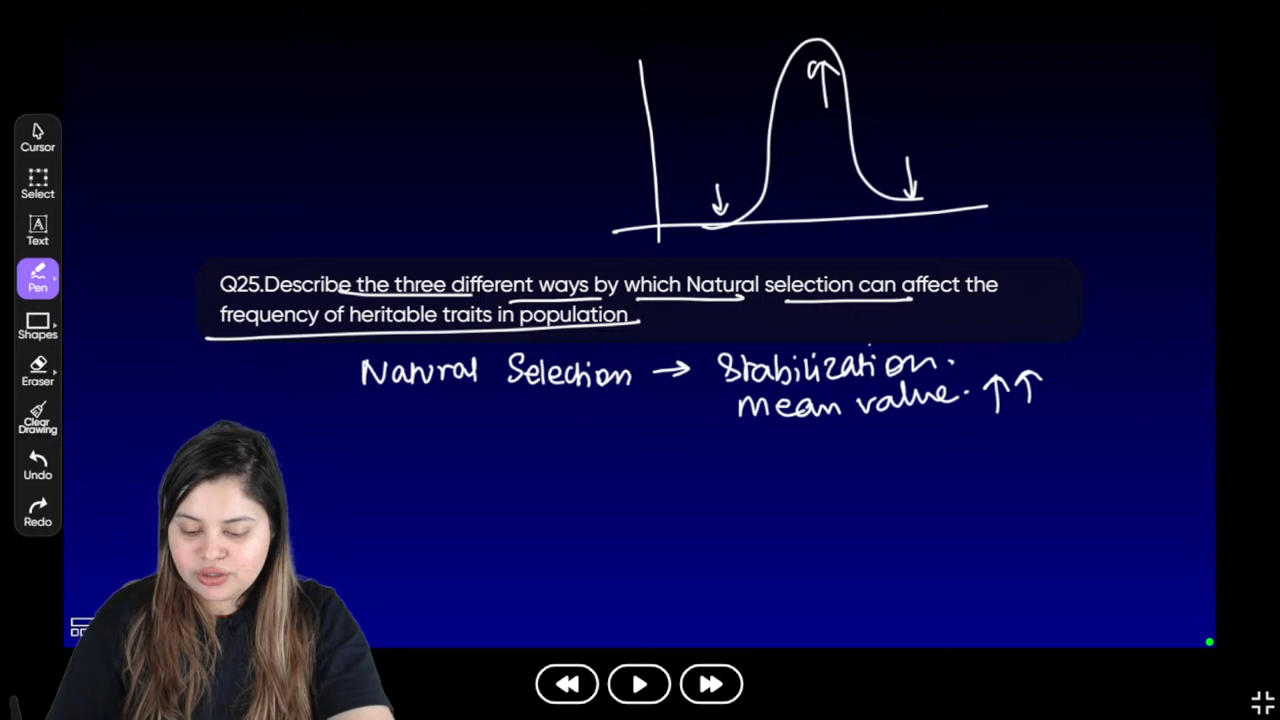 Cursor
Select
Text
Pen
Shapes
Eraser
Clear
Drawing
Undo
Redo
Q25.Describe the three different ways by which Natural selection can affect the
frequency of heritable traits in population
Natural Selection → Stabilization.
mean value. ↑↑